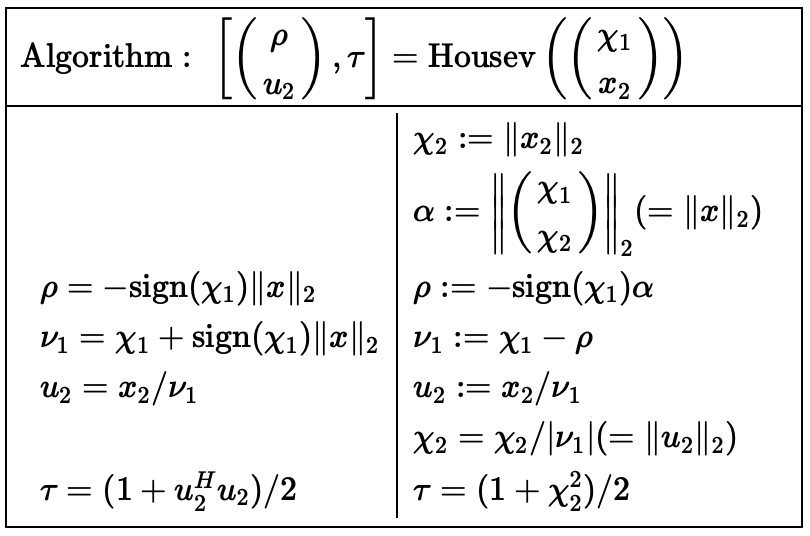 Algorithm : [(ρ u₂), τ] = Housev((χ₁ x₂))
χ₂ := ‖x₂‖₂
α := ‖(χ₁ χ₂)‖₂ (= ‖x‖₂)
ρ = −sign(χ₁)‖x‖₂ ρ := −sign(χ₁)α
ν₁ = χ₁ + sign(χ₁)‖x‖₂ ν₁ := χ₁ − ρ
u₂ = x₂/ν₁ u₂ := x₂/ν₁
χ₂ = χ₂/|ν₁|(= ‖u₂‖₂)
τ = (1 + u₂ᴴu₂)/2 τ = (1 + χ₂²)/2